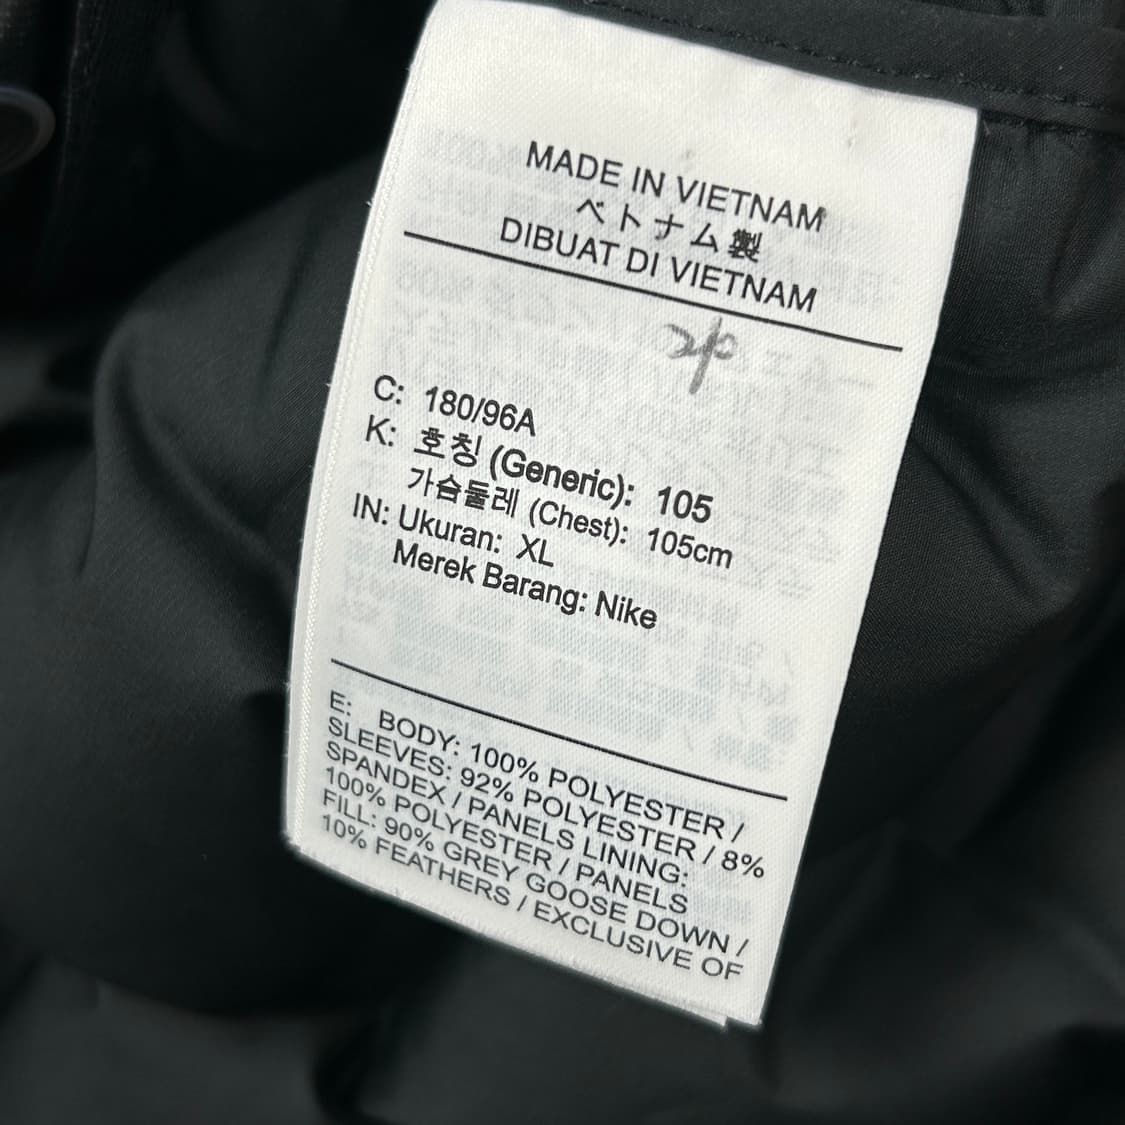 MADE IN VIETNAM
ベトナム製
DIBUAT DI VIETNAM
C: 180/96A
K: 호칭 (Generic): 105
가슴둘레 (Chest): 105cm
IN: Ukuran: XL
Merek Barang: Nike
E: BODY: 100% POLYESTER /
SLEEVES: 92% POLYESTER / 8%
SPANDEX / PANELS LINING:
100% POLYESTER / PANELS
FILL: 90% GREY GOOSE DOWN /
10% FEATHERS / EXCLUSIVE OF